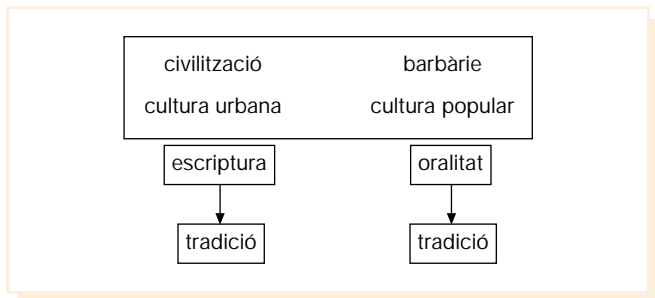 civilització barbàrie
cultura urbana cultura popular
escriptura oralitat
tradició tradició